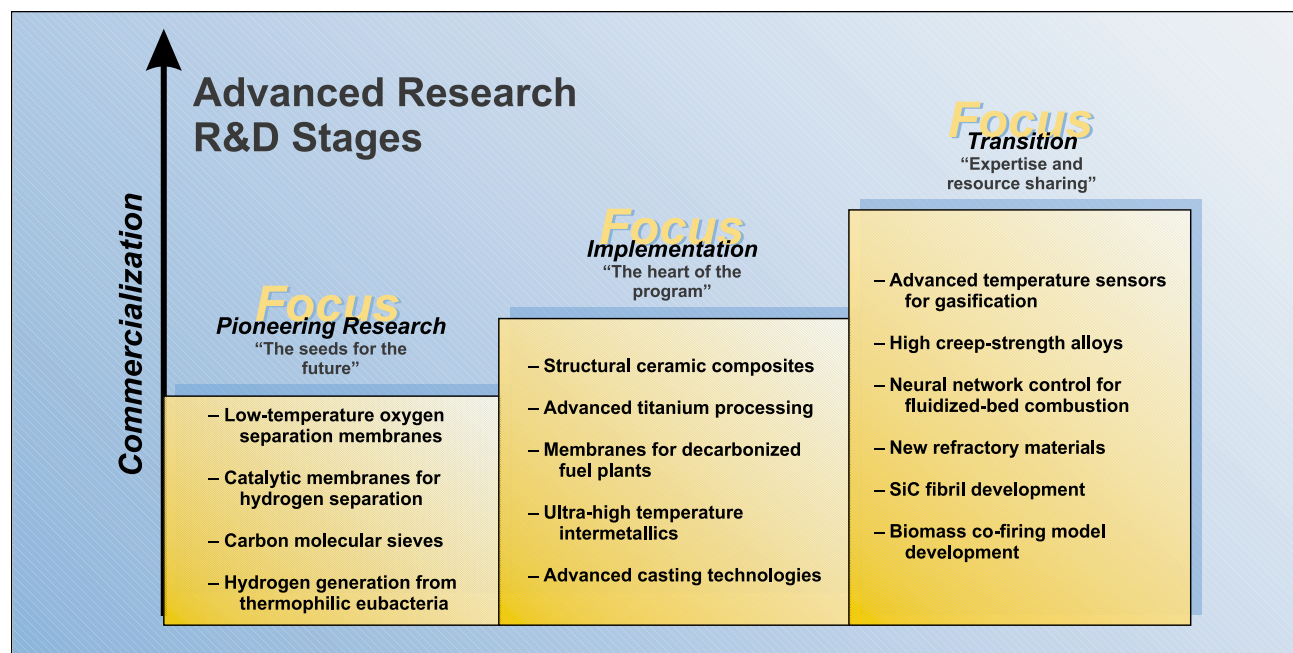 Advanced Research
R&D Stages
Commercialization
Focus
Pioneering Research
“The seeds for the
future”
– Low-temperature oxygen
separation membranes
– Catalytic membranes for
hydrogen separation
– Carbon molecular sieves
– Hydrogen generation from
thermophilic eubacteria
Focus
Implementation
“The heart of the
program”
– Structural ceramic composites
– Advanced titanium processing
– Membranes for decarbonized
fuel plants
– Ultra-high temperature
intermetallics
– Advanced casting technologies
Focus
Transition
“Expertise and
resource sharing”
– Advanced temperature sensors
for gasification
– High creep-strength alloys
– Neural network control for
fluidized-bed combustion
– New refractory materials
– SiC fibril development
– Biomass co-firing model
development